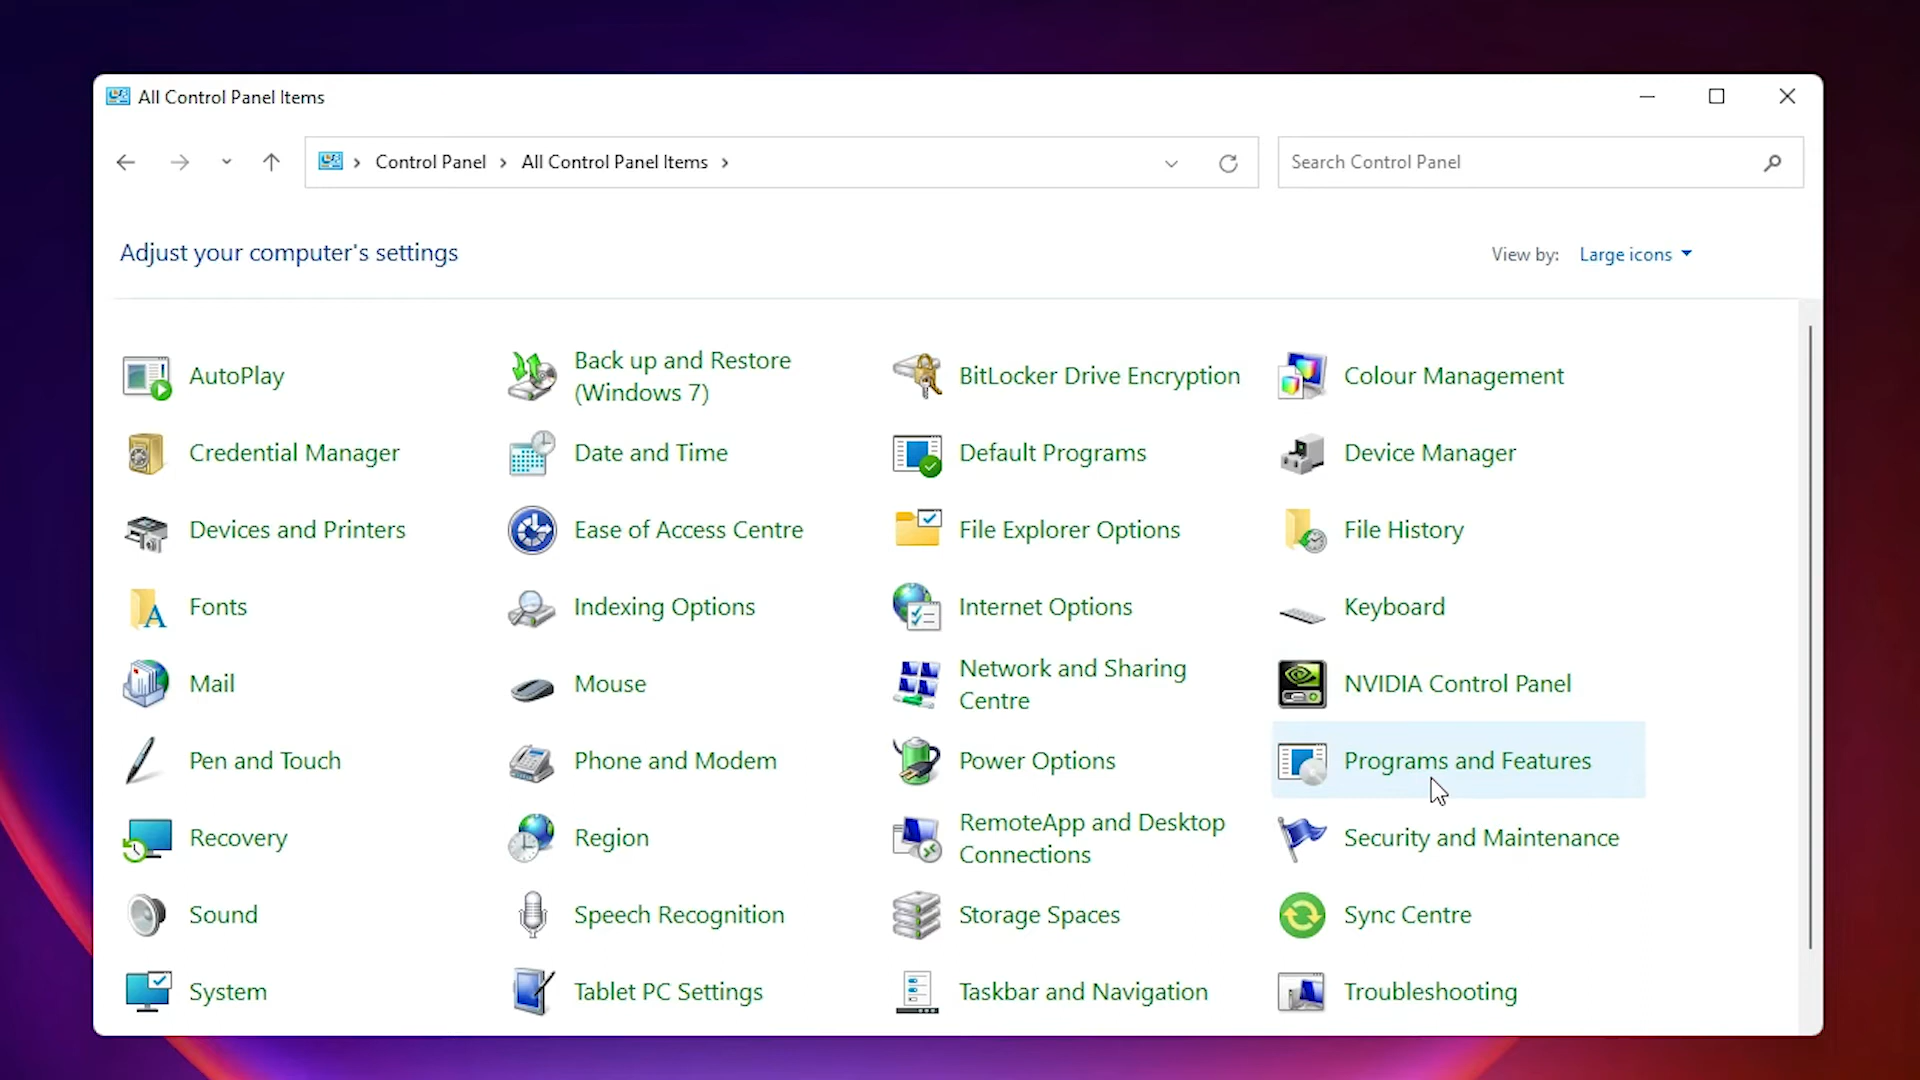 All Control Panel Items
Control Panel All Control Panel Items
Search Control Panel
Adjust your computer's settings
View by: Large icons
AutoPlay
Back up and Restore
(Windows 7)
BitLocker Drive Encryption
Colour Management
Credential Manager
Date and Time
Default Programs
Device Manager
Devices and Printers
Ease of Access Centre
File Explorer Options
File History
Fonts
Indexing Options
Internet Options
Keyboard
Mail
Mouse
Network and Sharing
Centre
NVIDIA Control Panel
Pen and Touch
Phone and Modem
Power Options
Programs and Features
Recovery
Region
RemoteApp and Desktop
Connections
Security and Maintenance
Sound
Speech Recognition
Storage Spaces
Sync Centre
System
Tablet PC Settings
Taskbar and Navigation
Troubleshooting